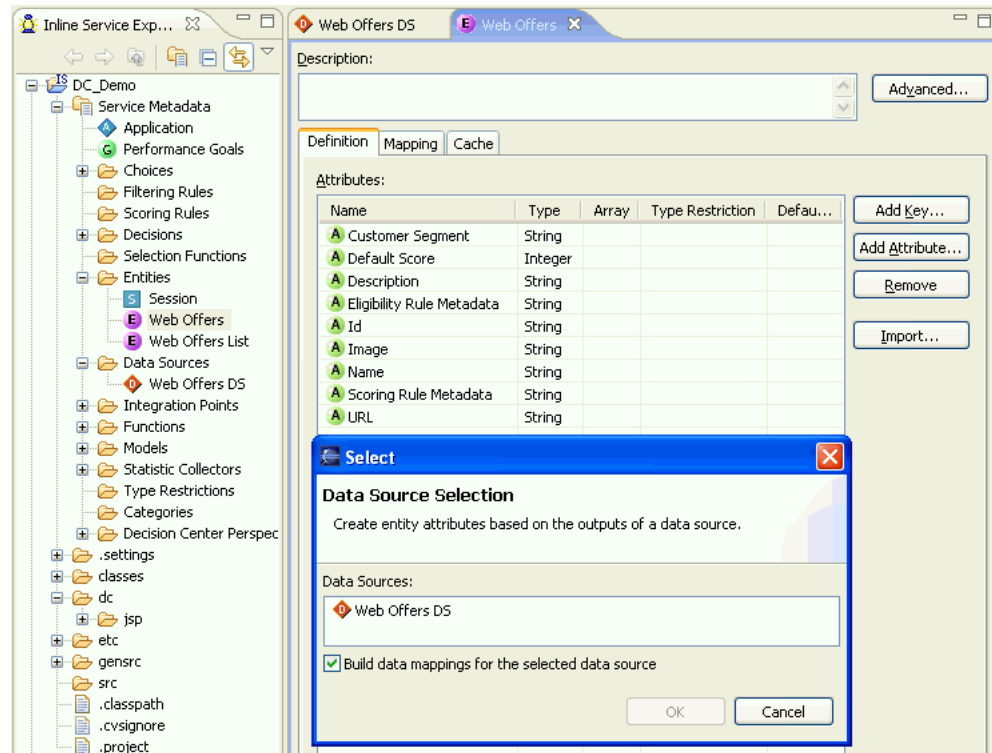 Inline Service Exp...
IS
DC_Demo
Service Metadata
A Application
G Performance Goals
Choices
Filtering Rules
Scoring Rules
Decisions
Selection Functions
Entities
S Session
E Web Offers
E Web Offers List
Data Sources
D Web Offers DS
Integration Points
Functions
Models
Statistic Collectors
Type Restrictions
Categories
Decision Center Perspec
.settings
classes
dc
jsp
etc
gensrc
src
.classpath
.cvsignore
.project
D Web Offers DS
E Web Offers
Description:
Advanced...
Definition Mapping Cache
Attributes:
Name Type Array Type Restriction Defau...
A Customer Segment String
A Default Score Integer
A Description String
A Eligibility Rule Metadata String
A Id String
A Image String
A Name String
A Scoring Rule Metadata String
A URL String
Add Key...
Add Attribute...
Remove
Import...
Select
Data Source Selection
Create entity attributes based on the outputs of a data source.
Data Sources:
D Web Offers DS
Build data mappings for the selected data source
OK Cancel